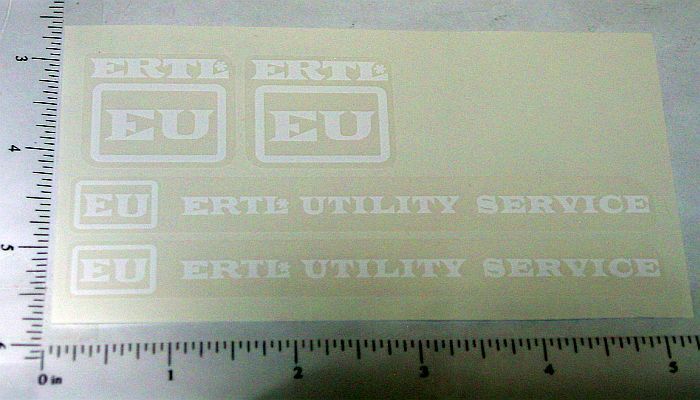 ERTL ERTL
EU EU
EU ERTL UTILITY SERVICE
EU ERTL UTILITY SERVICE
3
4
5
6
0 in 1 2 3 4 5